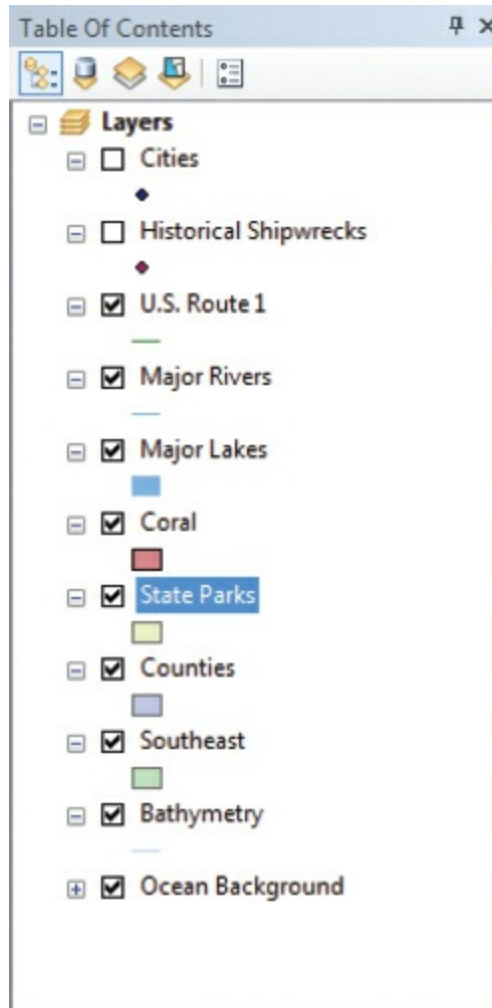 Table Of Contents
Layers
Cities
Historical Shipwrecks
U.S. Route 1
Major Rivers
Major Lakes
Coral
State Parks
Counties
Southeast
Bathymetry
Ocean Background